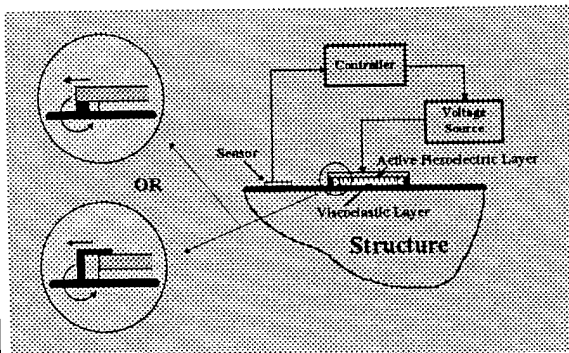 Controller
Voltage
Source
Sensor
Active Piezoelectric Layer
OR
Viscoelastic Layer
Structure